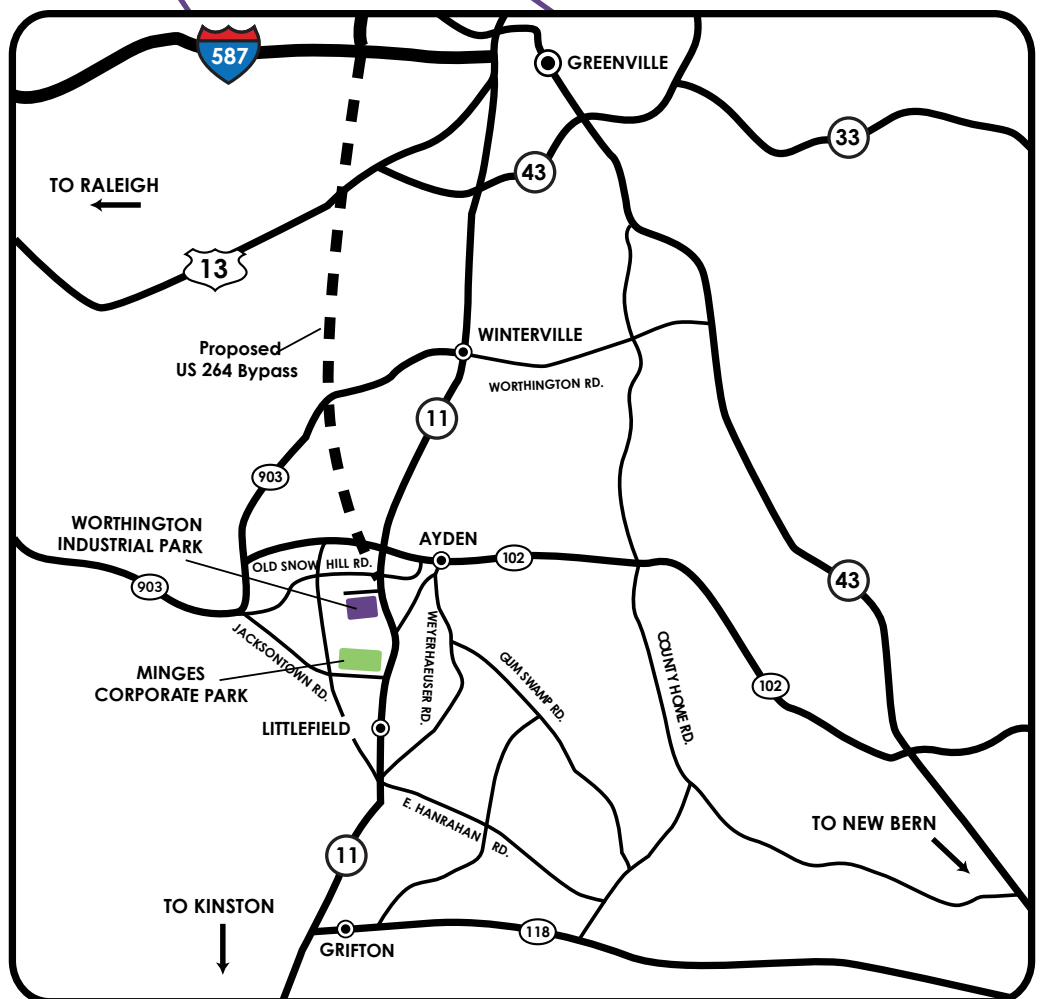 587
GREENVILLE
33
43
TO RALEIGH
13
WINTERVILLE
Proposed
US 264 Bypass
WORTHINGTON RD.
11
903
WORTHINGTON
INDUSTRIAL PARK
AYDEN
102
OLD SNOW HILL RD.
903
43
JACKSONTOWN RD.
WEYERHAEUSER RD.
GUM SWAMP RD.
COUNTY HOME RD.
MINGES
CORPORATE PARK
102
LITTLEFIELD
E. HANRAHAN RD.
TO NEW BERN
11
TO KINSTON
118
GRIFTON